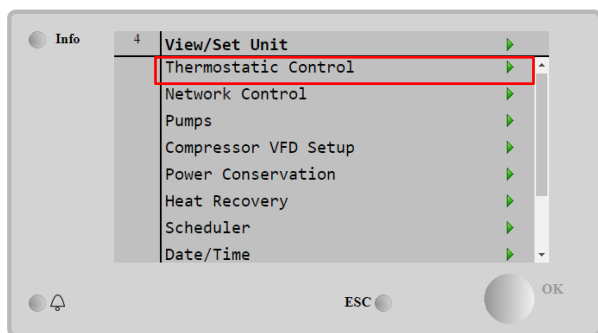 Info
4 View/Set Unit
Thermostatic Control
Network Control
Pumps
Compressor VFD Setup
Power Conservation
Heat Recovery
Scheduler
Date/Time
ESC
OK